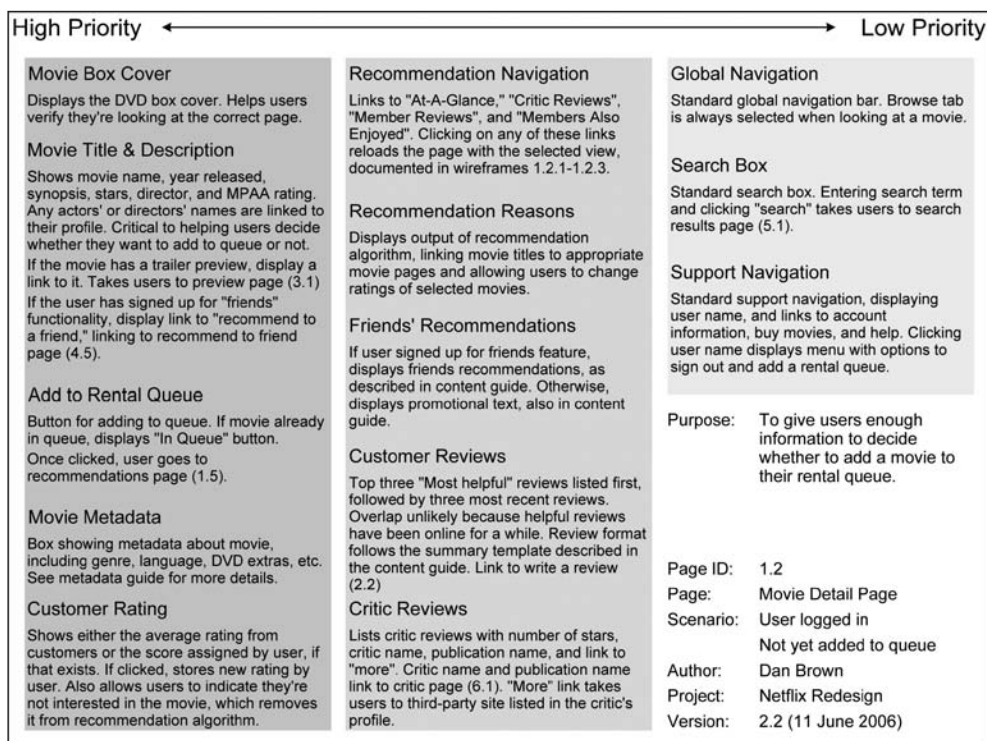 High Priority
Low Priority
Movie Box Cover
Displays the DVD box cover. Helps users
verify they're looking at the correct page.
Movie Title & Description
Shows movie name, year released,
synopsis, stars, director, and MPAA rating.
Any actors' or directors' names are linked to
their profile. Critical to helping users decide
whether they want to add to queue or not.
If the movie has a trailer preview, display a
link to it. Takes users to preview page (3.1)
If the user has signed up for "friends"
functionality, display link to "recommend to
a friend," linking to recommend to friend
page (4.5).
Add to Rental Queue
Button for adding to queue. If movie already
in queue, displays "In Queue" button.
Once clicked, user goes to
recommendations page (1.5).
Movie Metadata
Box showing metadata about movie,
including genre, language, DVD extras, etc.
See metadata guide for more details.
Customer Rating
Shows either the average rating from
customers or the score assigned by user, if
that exists. If clicked, stores new rating by
user. Also allows users to indicate they're
not interested in the movie, which removes
it from recommendation algorithm.
Recommendation Navigation
Links to "At-A-Glance," "Critic Reviews",
"Member Reviews", and "Members Also
Enjoyed". Clicking on any of these links
reloads the page with the selected view,
documented in wireframes 1.2.1-1.2.3.
Recommendation Reasons
Displays output of recommendation
algorithm, linking movie titles to appropriate
movie pages and allowing users to change
ratings of selected movies.
Friends' Recommendations
If user signed up for friends feature,
displays friends recommendations, as
described in content guide. Otherwise,
displays promotional text, also in content
guide.
Customer Reviews
Top three "Most helpful" reviews listed first,
followed by three most recent reviews.
Overlap unlikely because helpful reviews
have been online for a while. Review format
follows the summary template described in
the content guide. Link to write a review
(2.2)
Critic Reviews
Lists critic reviews with number of stars,
critic name, publication name, and link to
"more". Critic name and publication name
link to critic page (6.1). "More" link takes
users to third-party site listed in the critic's
profile.
Global Navigation
Standard global navigation bar. Browse tab
is always selected when looking at a movie.
Search Box
Standard search box. Entering search term
and clicking "search" takes users to search
results page (5.1).
Support Navigation
Standard support navigation, displaying
user name, and links to account
information, buy movies, and help. Clicking
user name displays menu with options to
sign out and add a rental queue.
Purpose: To give users enough
information to decide
whether to add a movie to
their rental queue.
Page ID: 1.2
Page: Movie Detail Page
Scenario: User logged in
Not yet added to queue
Author: Dan Brown
Project: Netflix Redesign
Version: 2.2 (11 June 2006)